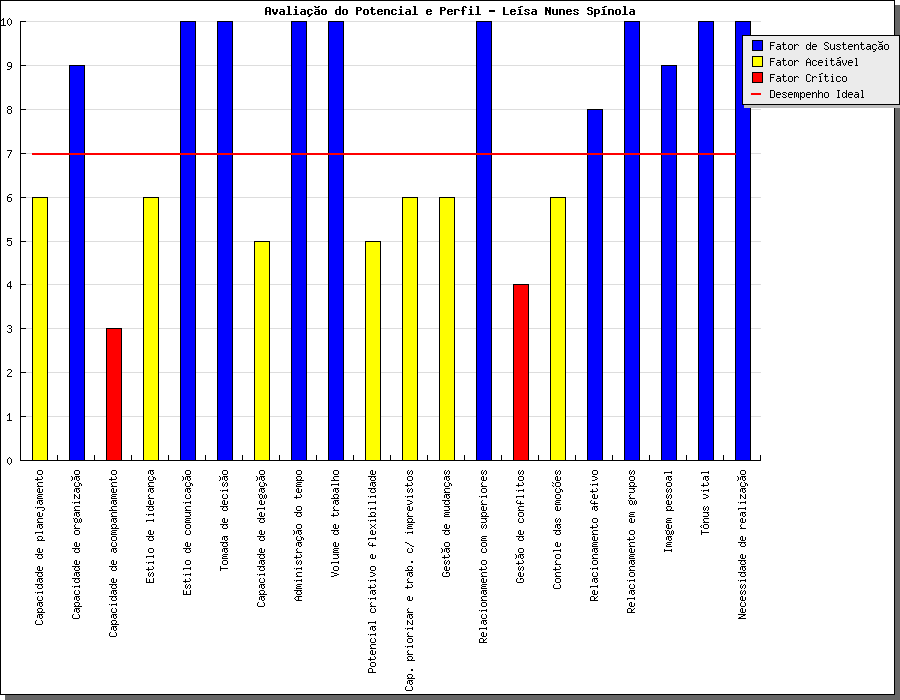 Avaliação do Potencial e Perfil - Leísa Nunes Spínola
10
9
8
7
6
5
4
3
2
1
0
Fator de Sustentação
Fator Aceitável
Fator Crítico
Desempenho Ideal
Capacidade de planejamento
Capacidade de organização
Capacidade de acompanhamento
Estilo de liderança
Estilo de comunicação
Tomada de decisão
Capacidade de delegação
Administração do tempo
Volume de trabalho
Potencial criativo e flexibilidade
Cap. priorizar e trab. c/ imprevistos
Gestão de mudanças
Relacionamento com superiores
Gestão de conflitos
Controle das emoções
Relacionamento afetivo
Relacionamento em grupos
Imagem pessoal
Tônus vital
Necessidade de realização